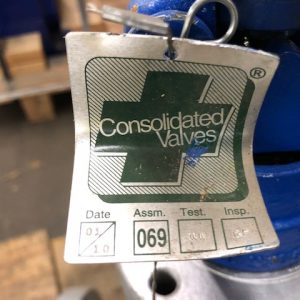 ®
Consolidated
Valves
Date Assm. Test. Insp.
01/10 069